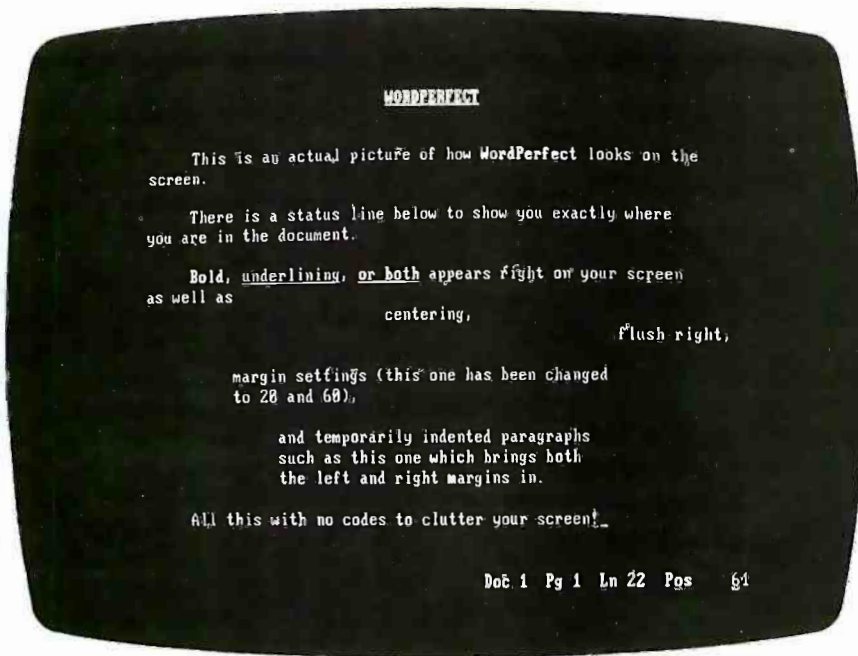 WORDPERFECT
This is an actual picture of how WordPerfect looks on the
screen.
There is a status line below to show you exactly where
you are in the document.
Bold, underlining, or both appears right on your screen
as well as
centering,
flush right,
margin settings (this one has been changed
to 20 and 60),
and temporarily indented paragraphs
such as this one which brings both
the left and right margins in.
All this with no codes to clutter your screen!_
Doc 1 Pg 1 Ln 22 Pos 61